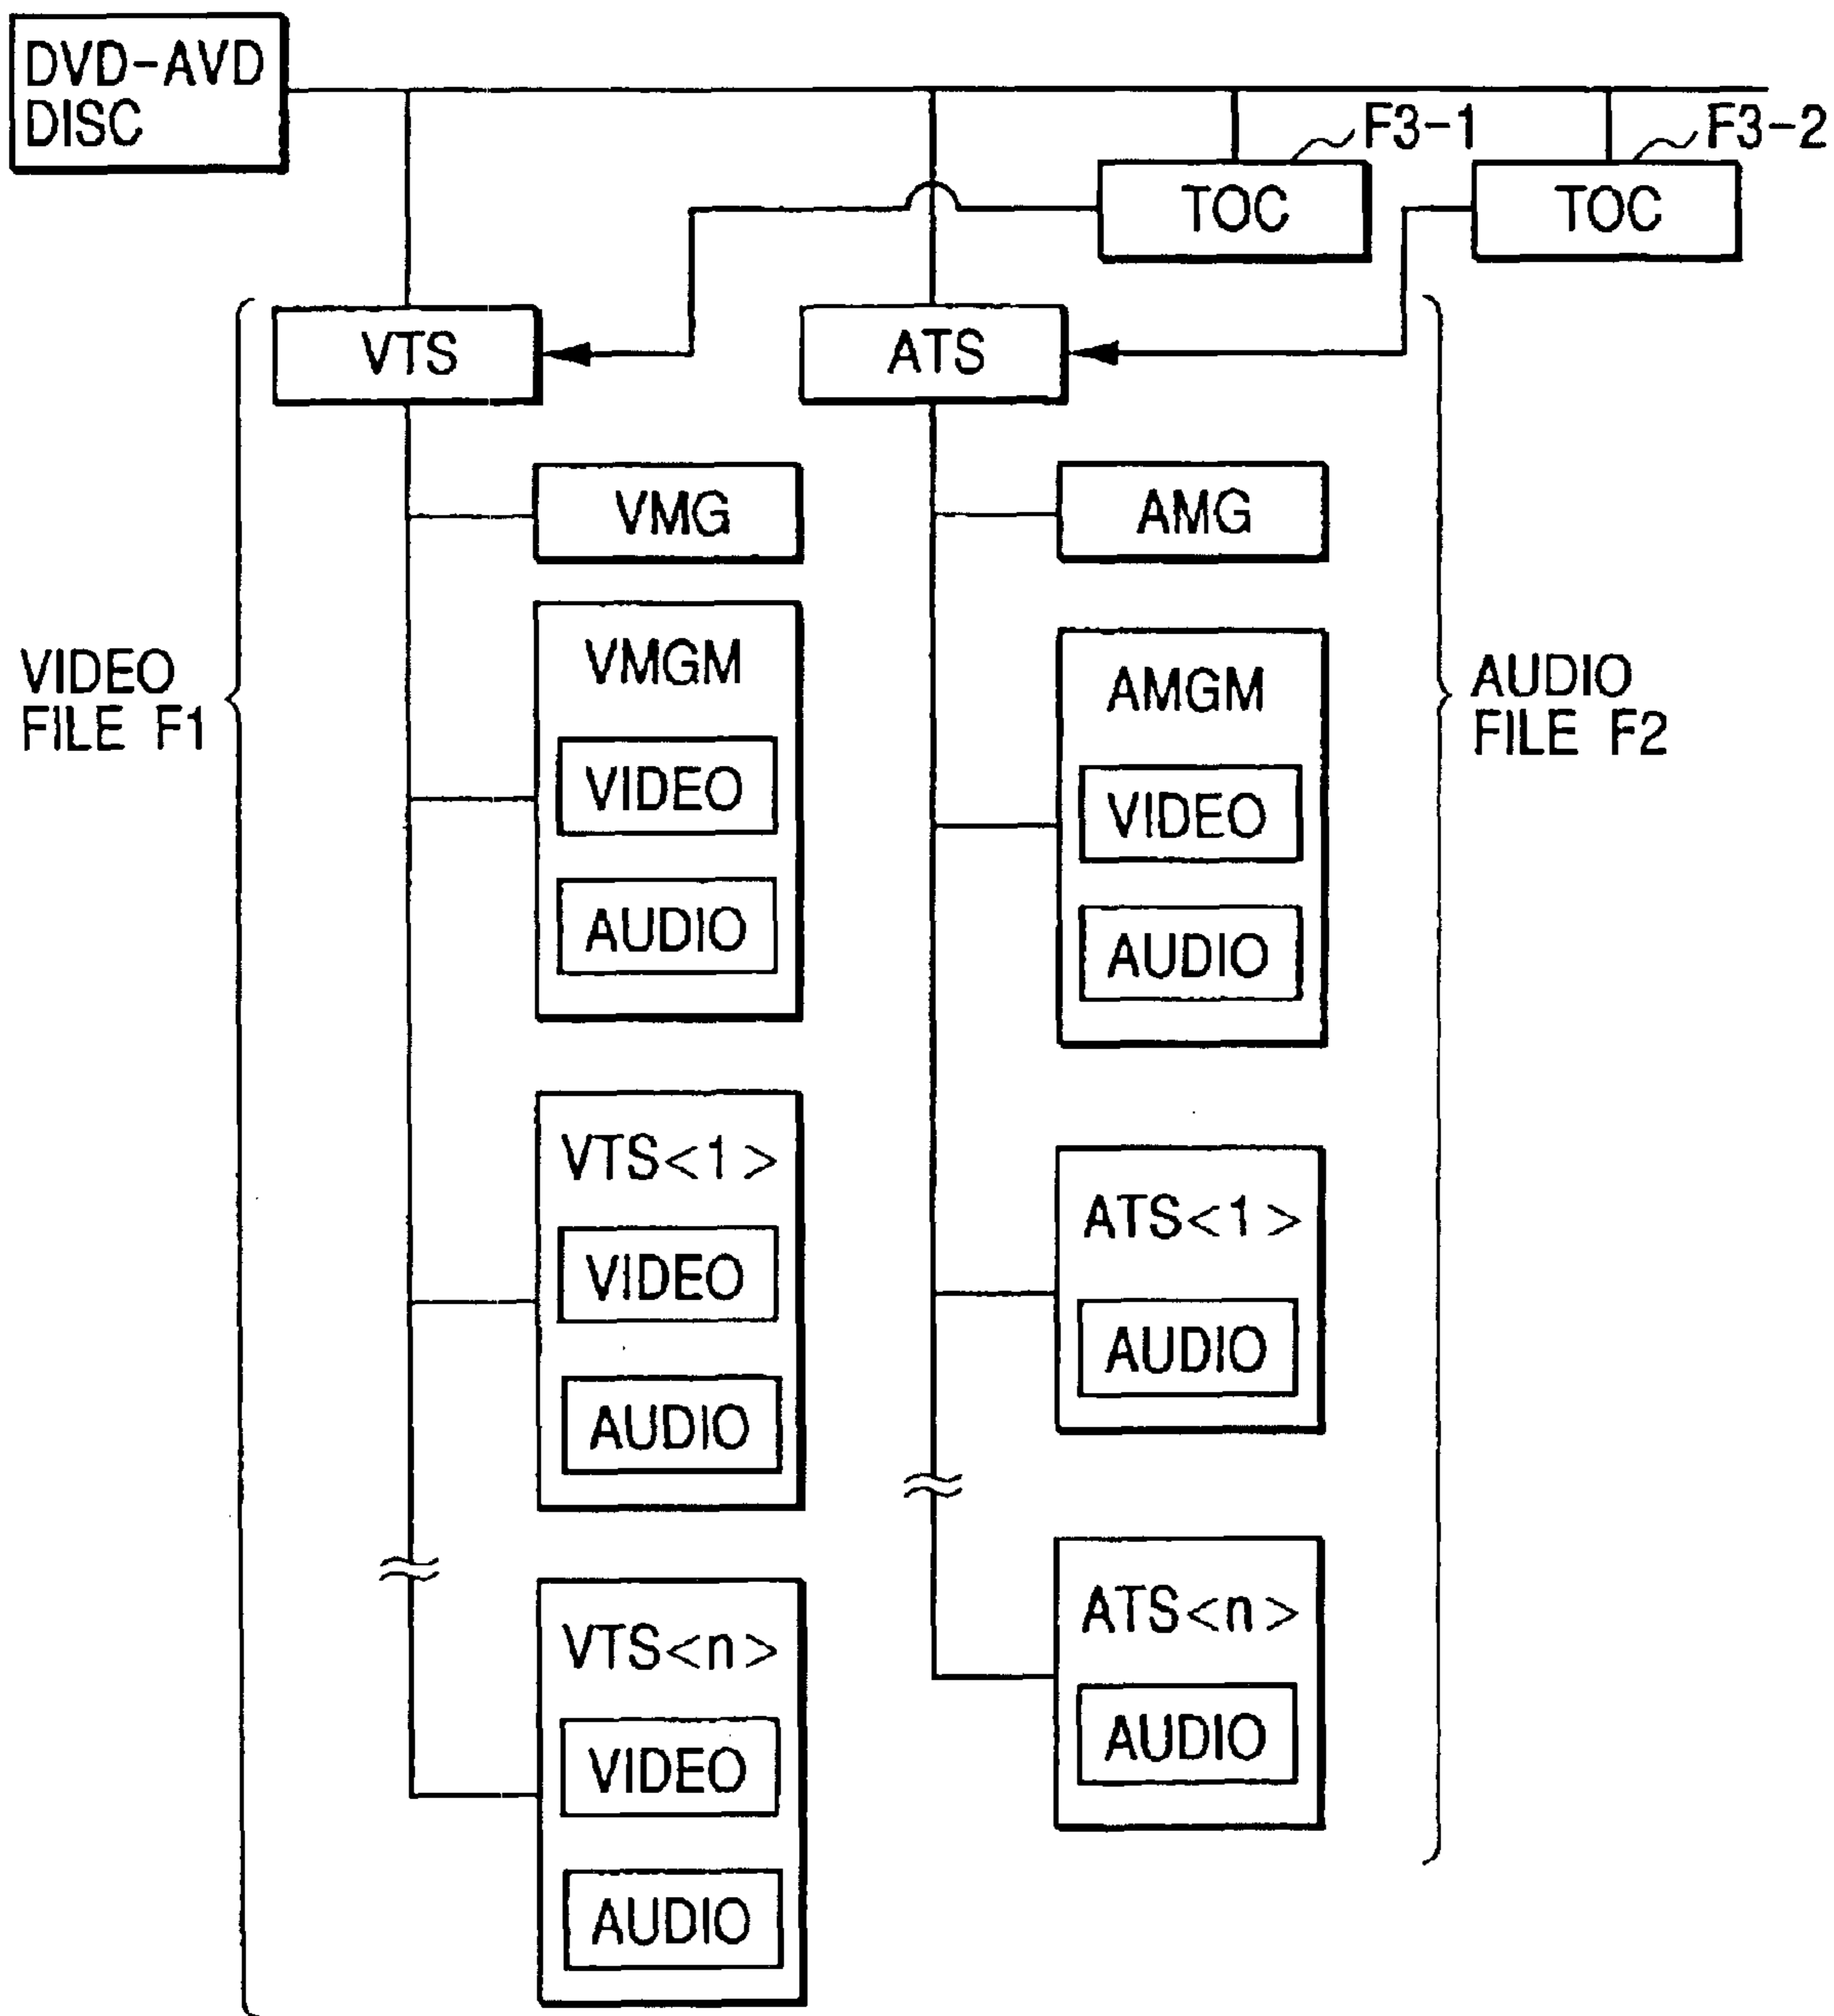 DVD-AVD
DISC
F3-1
F3-2
TOC
TOC
VTS
ATS
VIDEO
FILE F1
VMG
VMGM
VIDEO
AUDIO
VTS<1>
VIDEO
AUDIO
VTS<n>
VIDEO
AUDIO
AMG
AMGM
VIDEO
AUDIO
ATS<1>
AUDIO
ATS<n>
AUDIO
AUDIO
FILE F2